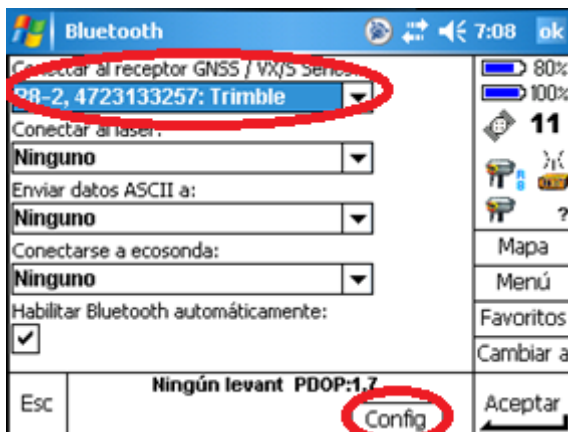 Bluetooth
7:08
ok
Conectar al receptor GNSS / VX/S Series:
R8-2, 4723133257: Trimble
Conectar al láser:
Ninguno
Enviar datos ASCII a:
Ninguno
Conectarse a ecosonda:
Ninguno
Habilitar Bluetooth automáticamente:
80%
100%
11
R
8
?
Mapa
Menú
Favoritos
Cambiar a
Ningún levant PDOP:1.7
Esc
Config
Aceptar